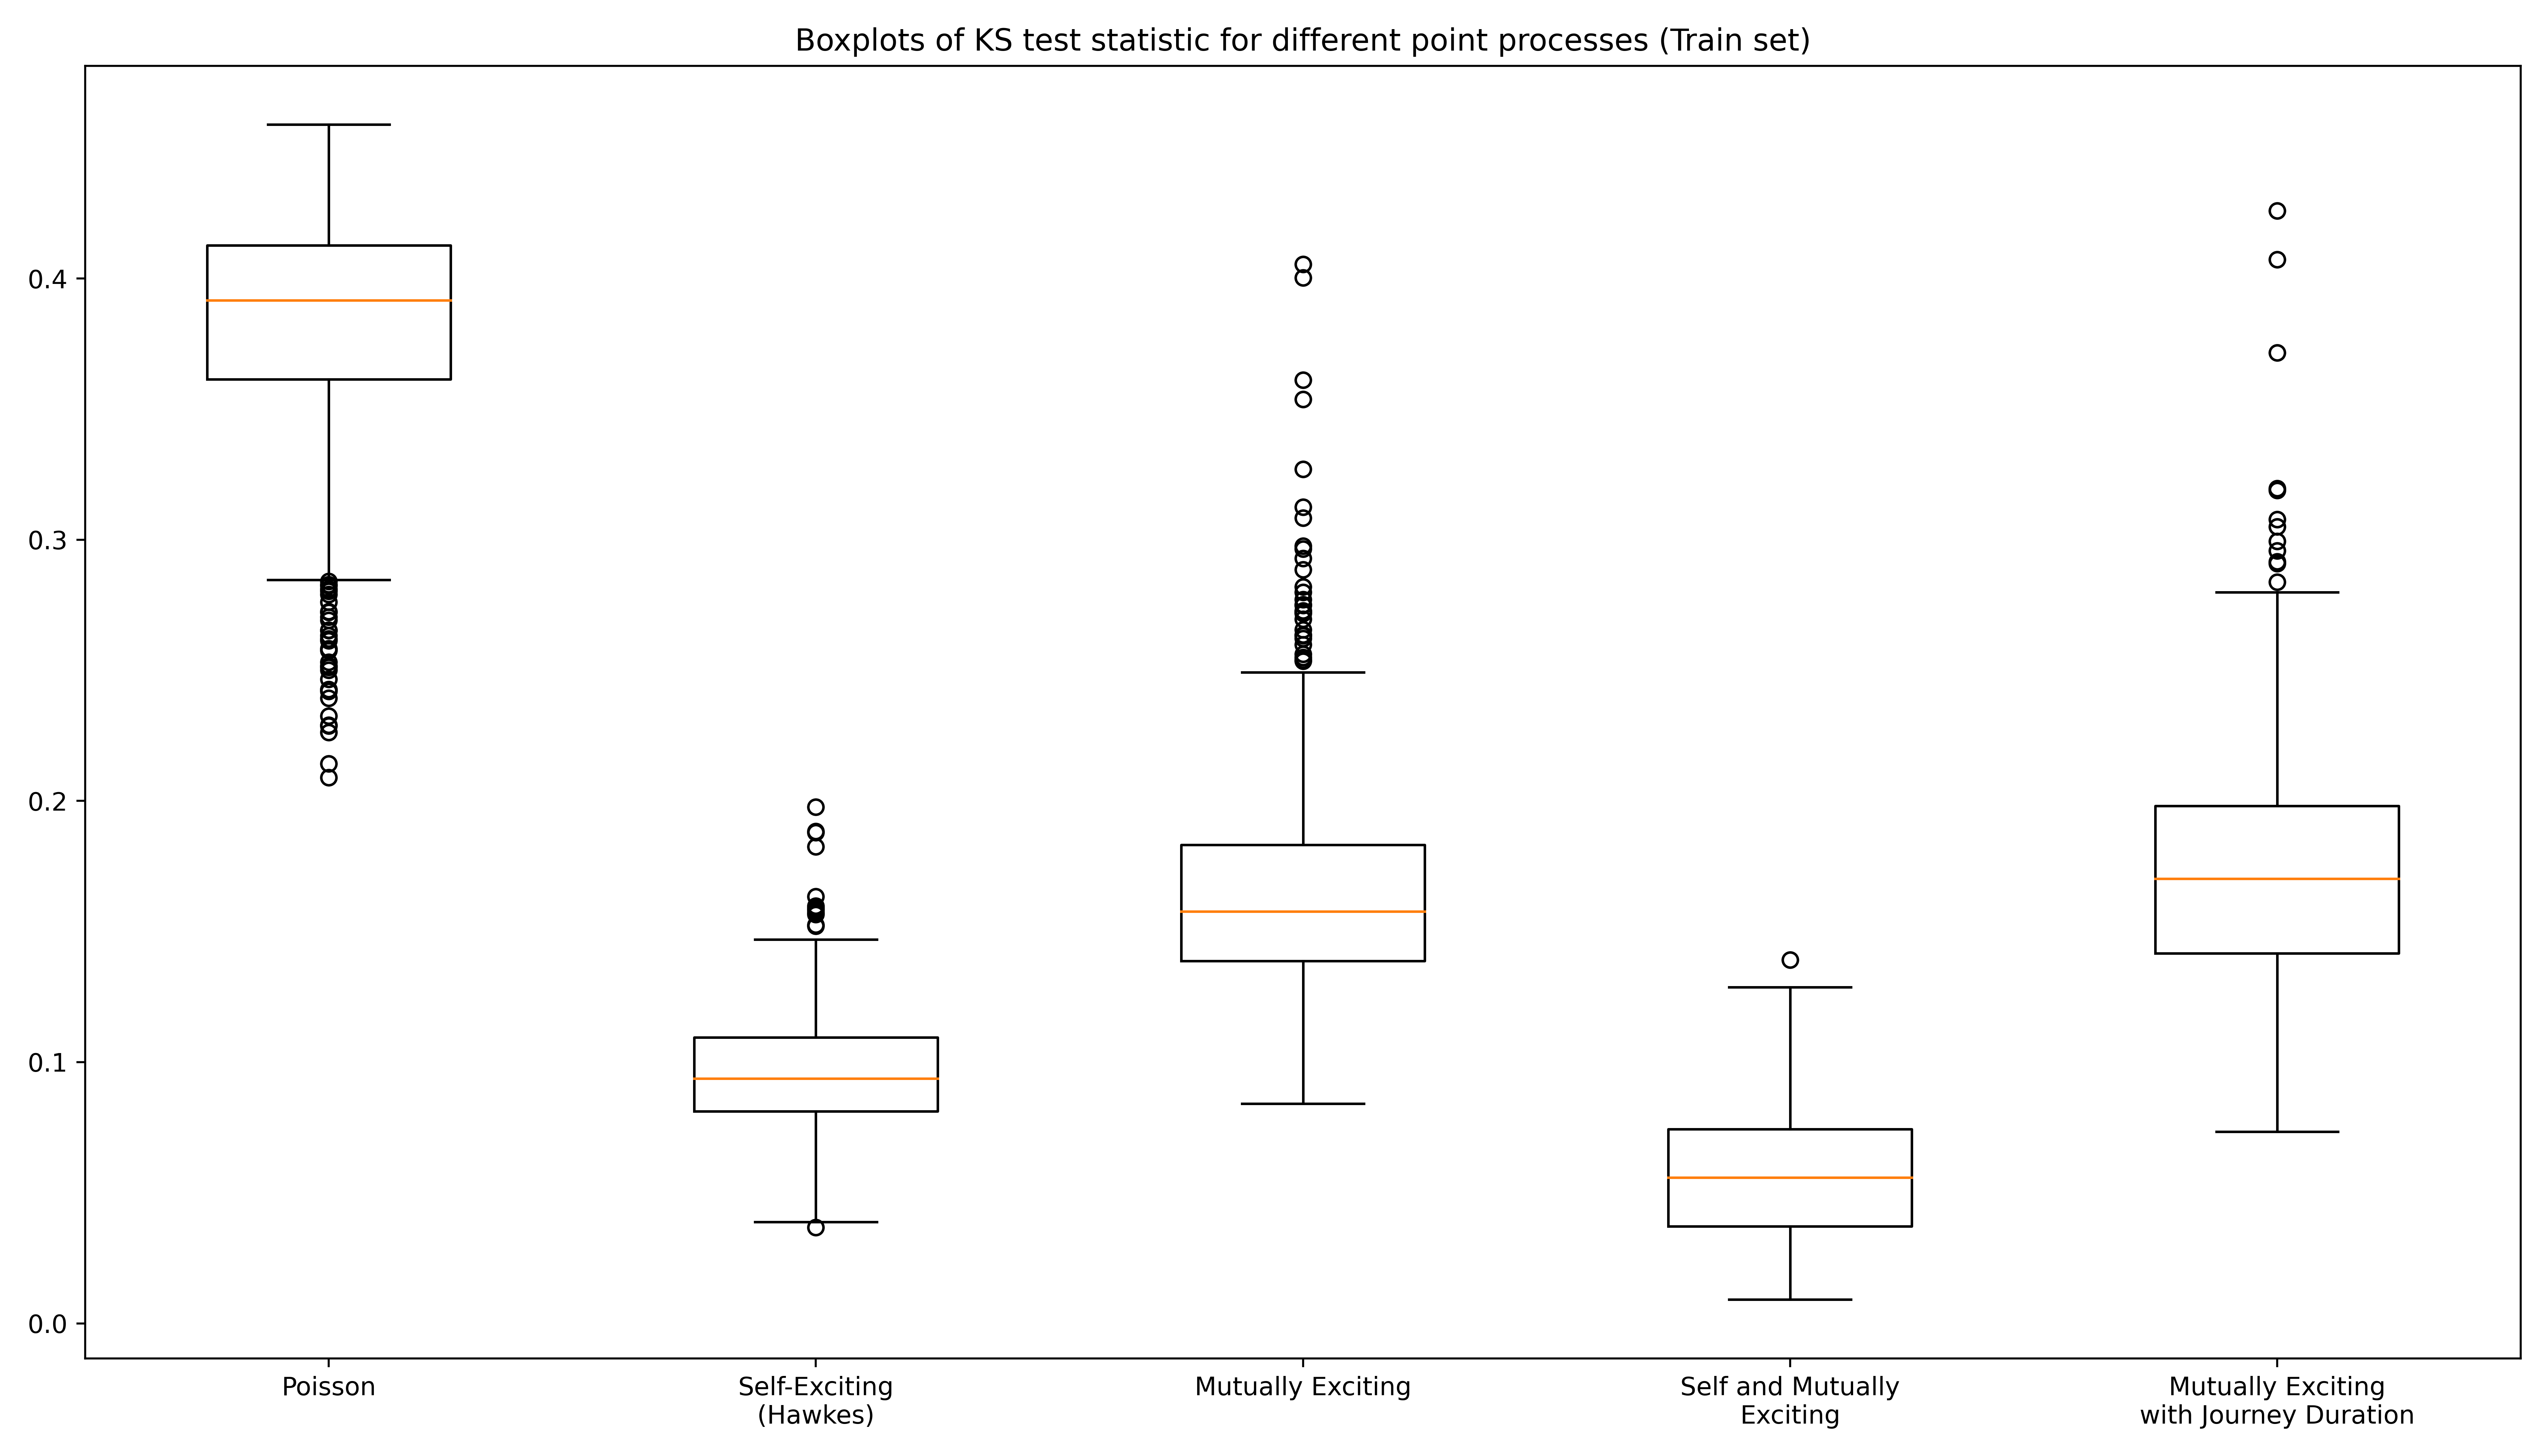 Boxplots of KS test statistic for different point processes (Train set)
0.4
0.3
0.2
0.1
0.0
Poisson
Self-Exciting
(Hawkes)
Mutually Exciting
Self and Mutually
Exciting
Mutually Exciting
with Journey Duration